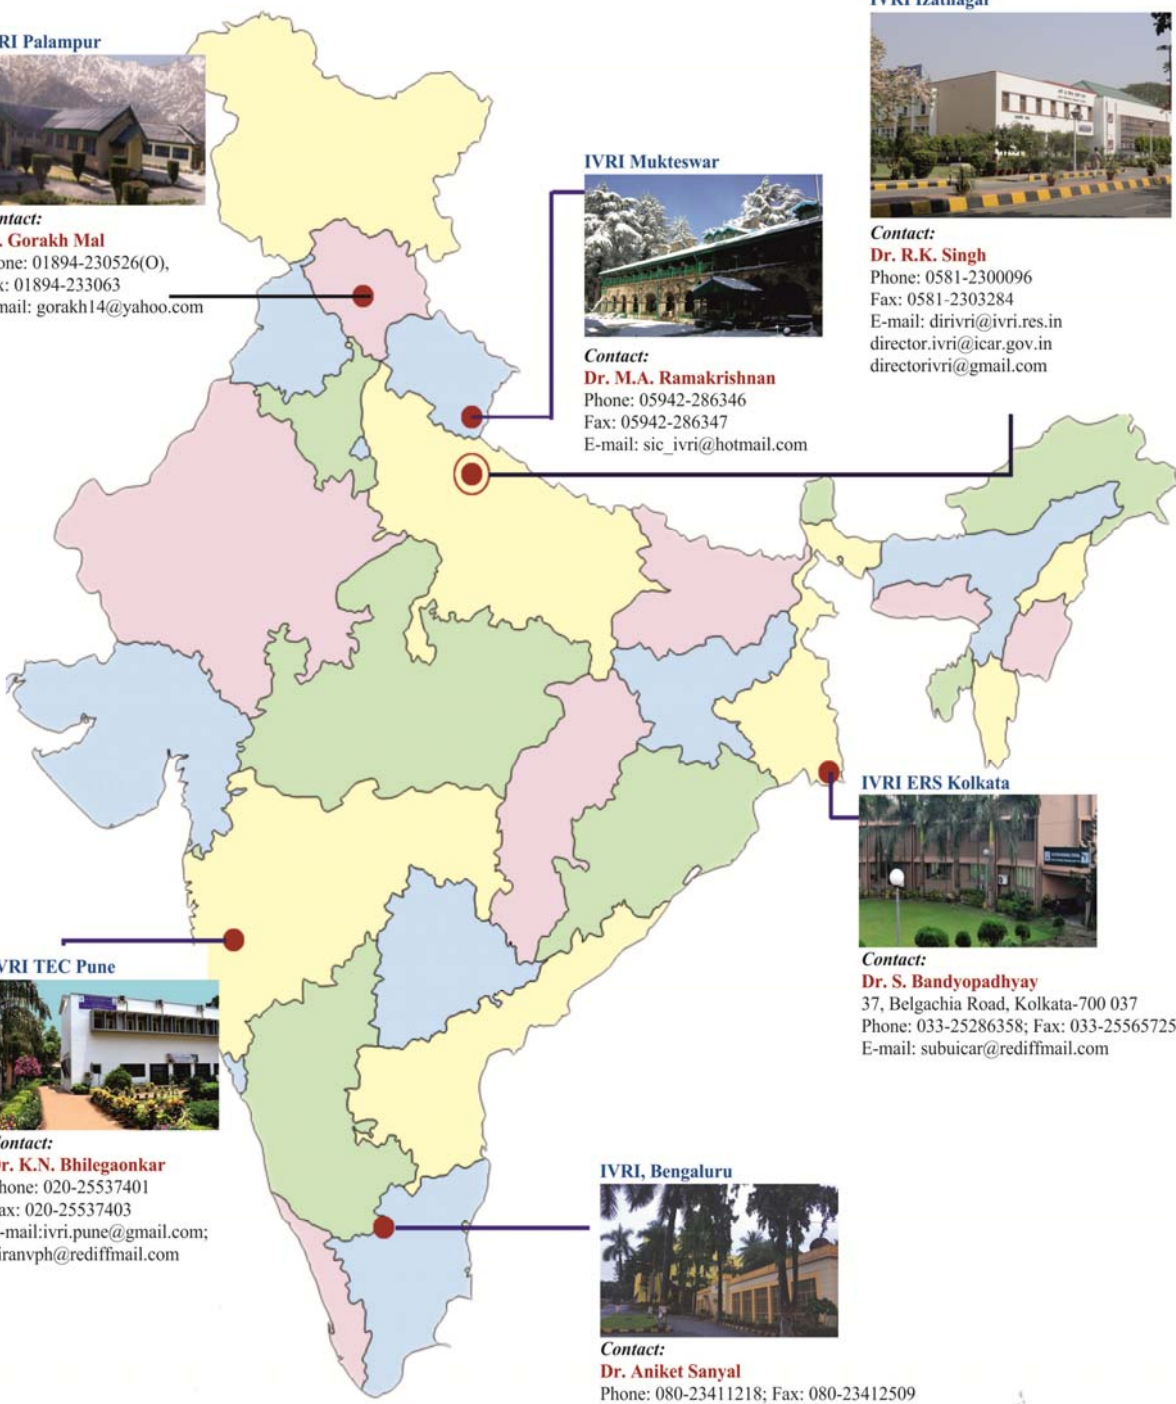 IVRI Izatnagar
RI Palampur
ntact:
. Gorakh Mal
one: 01894-230526(O),
x: 01894-233063
mail: gorakh14@yahoo.com
IVRI Mukteswar
Contact:
Dr. M.A. Ramakrishnan
Phone: 05942-286346
Fax: 05942-286347
E-mail: sic_ivri@hotmail.com
Contact:
Dr. R.K. Singh
Phone: 0581-2300096
Fax: 0581-2303284
E-mail: dirivri@ivri.res.in
director.ivri@icar.gov.in
directorivri@gmail.com
IVRI ERS Kolkata
Contact:
Dr. S. Bandyopadhyay
37, Belgachia Road, Kolkata-700 037
Phone: 033-25286358; Fax: 033-25565725
E-mail: subuicar@rediffmail.com
VRI TEC Pune
ontact:
r. K.N. Bhilegaonkar
hone: 020-25537401
ax: 020-25537403
-mail:ivri.pune@gmail.com;
iranvph@rediffmail.com
IVRI, Bengaluru
Contact:
Dr. Aniket Sanyal
Phone: 080-23411218; Fax: 080-23412509